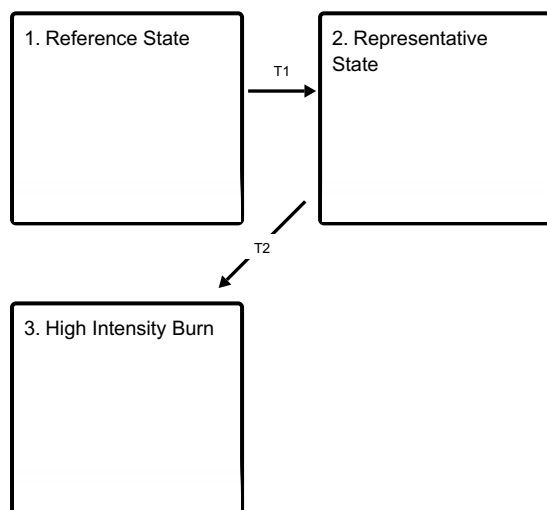 1. Reference State
2. Representative
State
T1
T2
3. High Intensity Burn